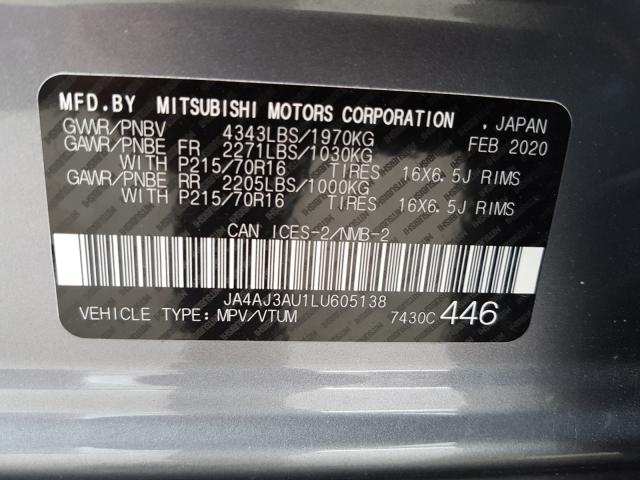 MFD.BY MITSUBISHI MOTORS CORPORATION , JAPAN
GWVR/PNBV 4343LBS/1970KG FEB 2020
GAWR/PNBE FR 2271LBS/1030KG
WITH P215/70R16 TIRES 16X6.5J RIMS
GAWR/PNBE RR 2205LBS/1000KG
WITH P215/70R16 TIRES 16X6.5J RIMS
CAN ICES-2/NMB-2
JA4AJ3AU1LU605138
VEHICLE TYPE: MPV/VTUM 7430C 446